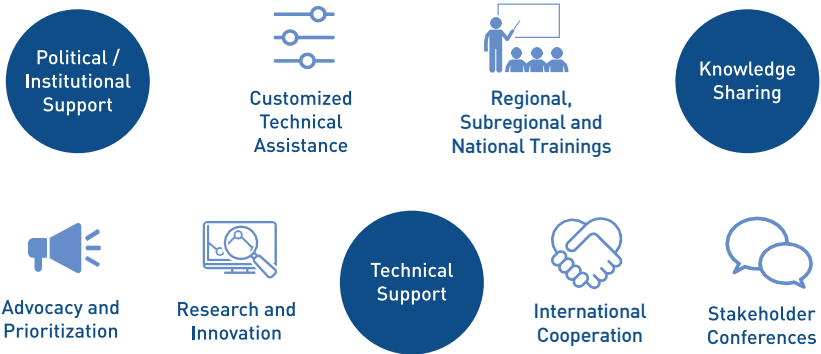 Political /
Institutional
Support
Customized
Technical
Assistance
Regional,
Subregional and
National Trainings
Knowledge
Sharing
Advocacy and
Prioritization
Research and
Innovation
Technical
Support
International
Cooperation
Stakeholder
Conferences